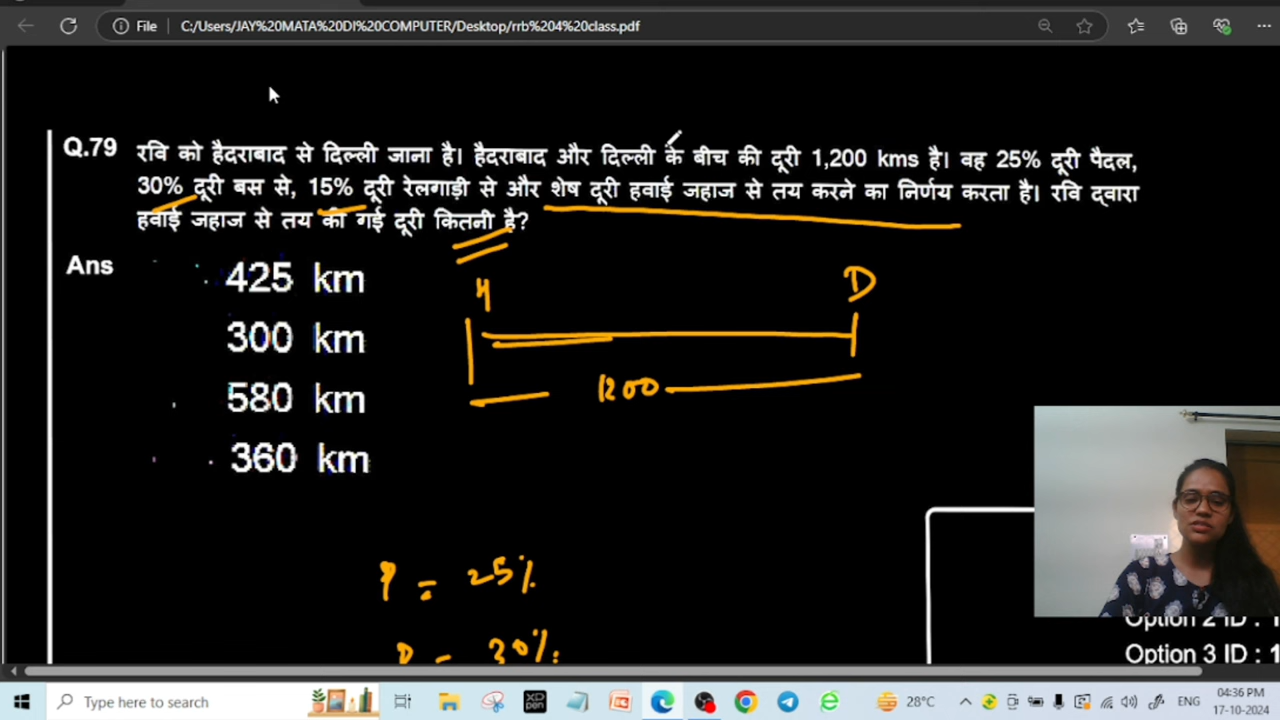 File C:/Users/JAY%20MATA%20DI%20COMPUTER/Desktop/rrb%204%20class.pdf
Q.79 रवि को हैदराबाद से दिल्ली जाना है। हैदराबाद और दिल्ली के बीच की दूरी 1,200 kms है। वह 25% दूरी पैदल,
30% दूरी बस से, 15% दूरी रेलगाड़ी से और शेष दूरी हवाई जहाज से तय करने का निर्णय करता है। रवि द्वारा
हवाई जहाज से तय की गई दूरी कितनी है?
Ans
425 km
H D
300 km
1200
580 km
360 km
P = 25%
30%
Option 2 ID : 1
Option 3 ID : 1
Type here to search
28°C
ENG
04:36 PM
17-10-2024